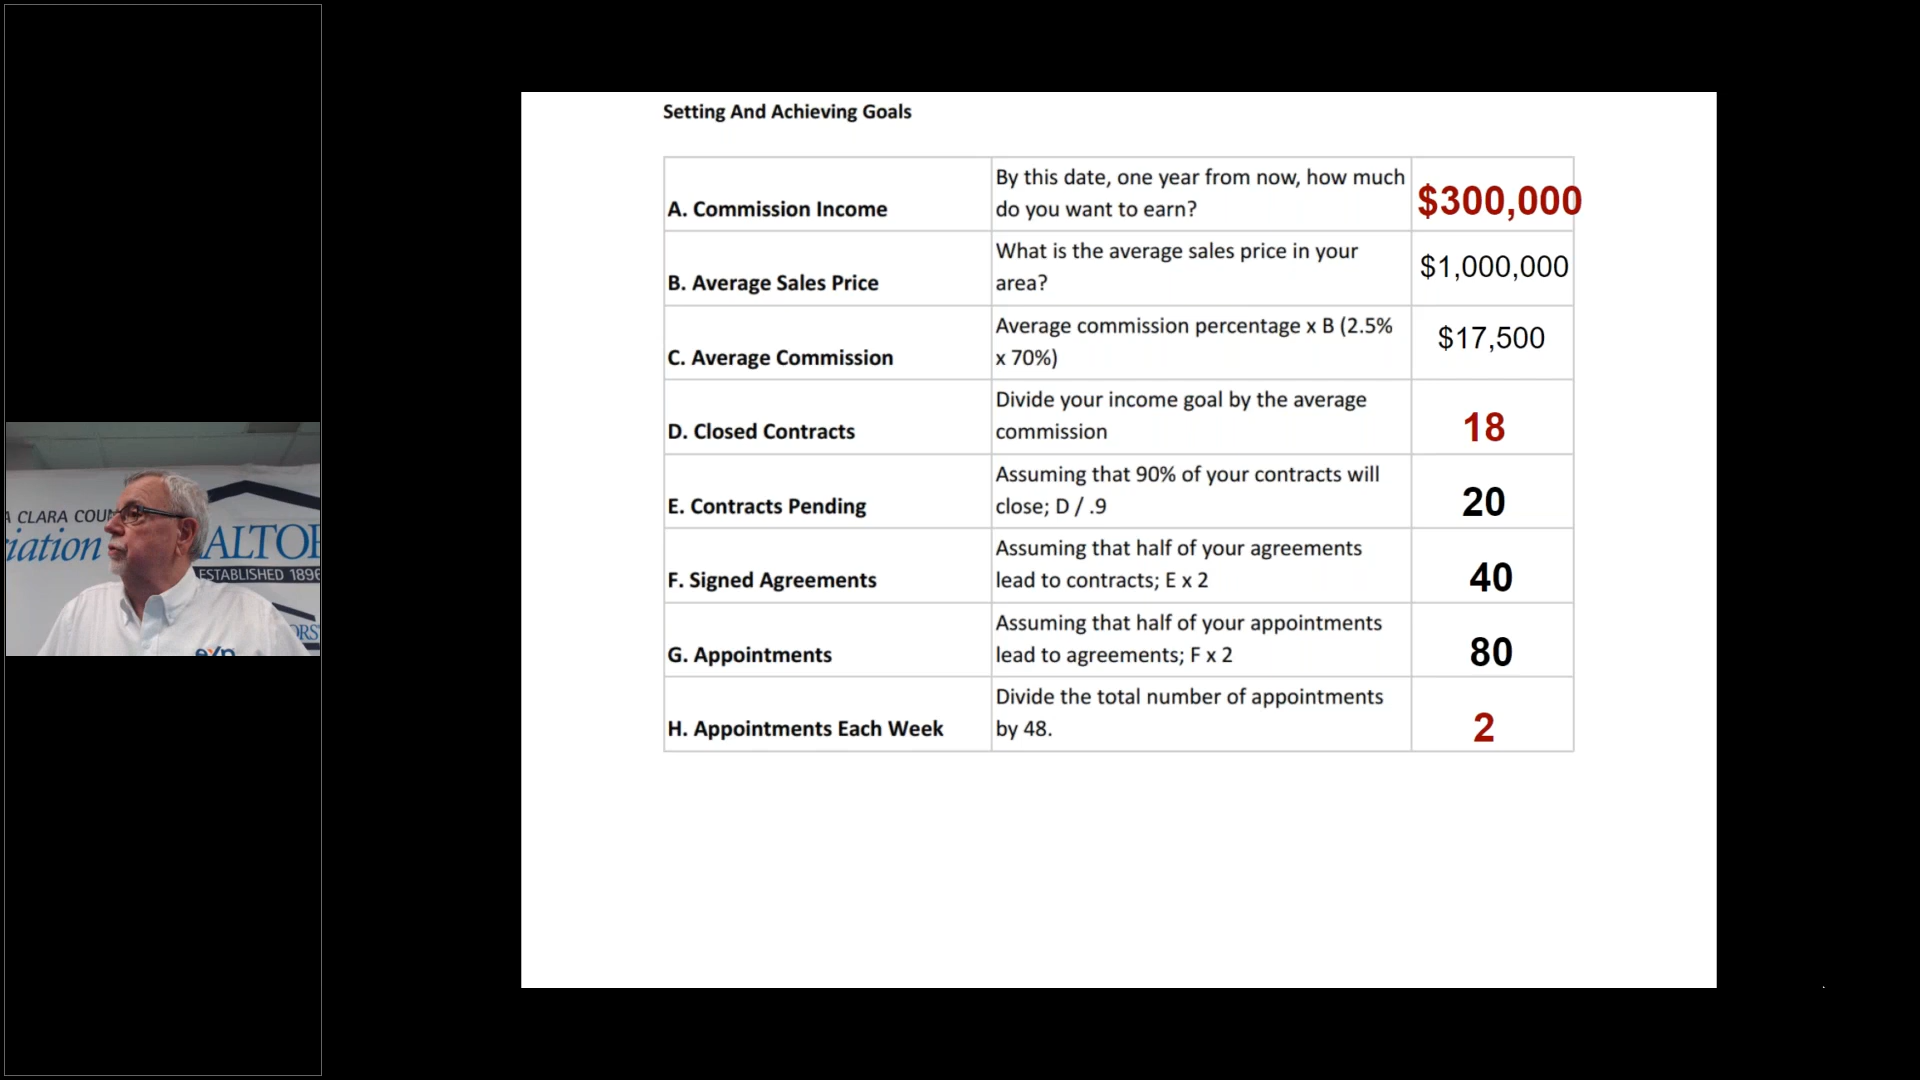 Setting And Achieving Goals
A. Commission Income
By this date, one year from now, how much
do you want to earn?
$300,000
B. Average Sales Price
What is the average sales price in your
area?
$1,000,000
C. Average Commission
Average commission percentage x B (2.5%
x 70%)
$17,500
D. Closed Contracts
Divide your income goal by the average
commission
18
E. Contracts Pending
Assuming that 90% of your contracts will
close; D / .9
20
F. Signed Agreements
Assuming that half of your agreements
lead to contracts; E x 2
40
G. Appointments
Assuming that half of your appointments
lead to agreements; F x 2
80
H. Appointments Each Week
Divide the total number of appointments
by 48.
2
A CLARA COUN
iation
ALTOR
ESTABLISHED 1896
ORS
eXp